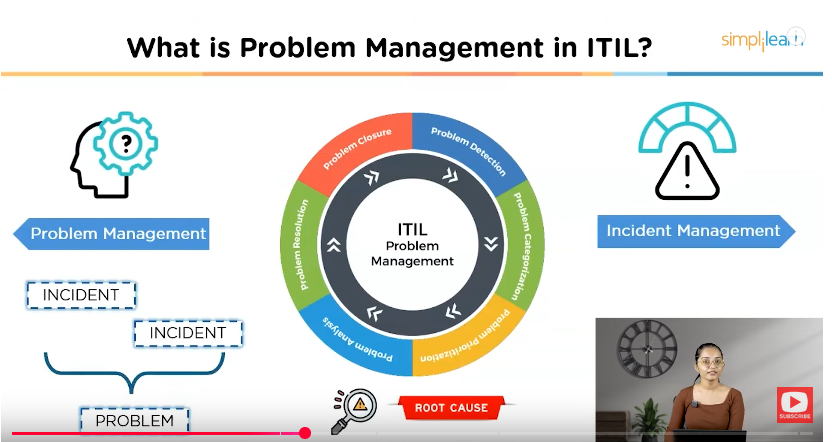 What is Problem Management in ITIL?
simplilearn
Problem Closure
Problem Detection
Problem Categorization
Problem Prioritization
Problem Analysis
Problem Resolution
ITIL
Problem
Management
Problem Management
Incident Management
INCIDENT
INCIDENT
PROBLEM
ROOT CAUSE
SUBSCRIBE